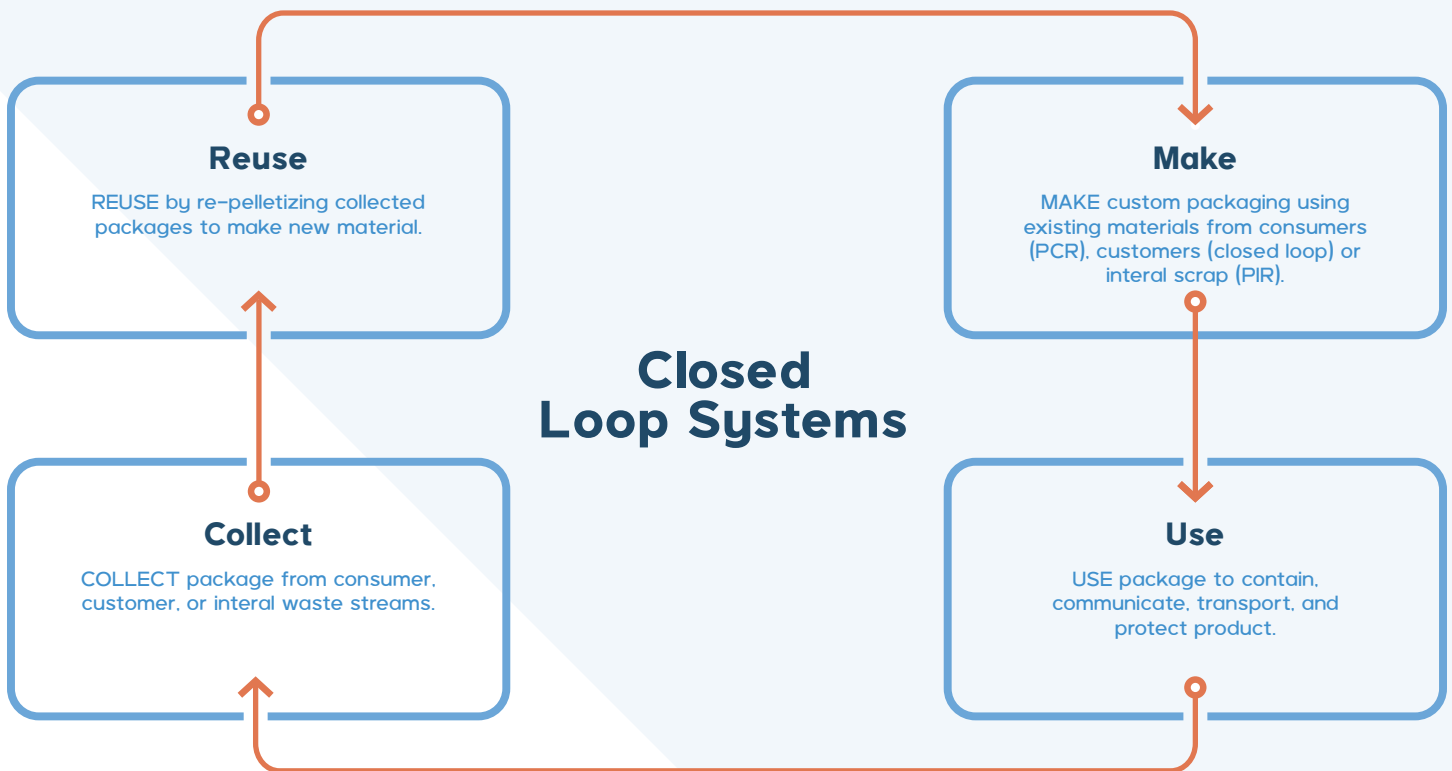 Reuse
REUSE by re-pelletizing collected
packages to make new material.
Make
MAKE custom packaging using
existing materials from consumers
(PCR), customers (closed loop) or
interal scrap (PIR).
Closed
Loop Systems
Collect
COLLECT package from consumer,
customer, or interal waste streams.
Use
USE package to contain,
communicate, transport, and
protect product.